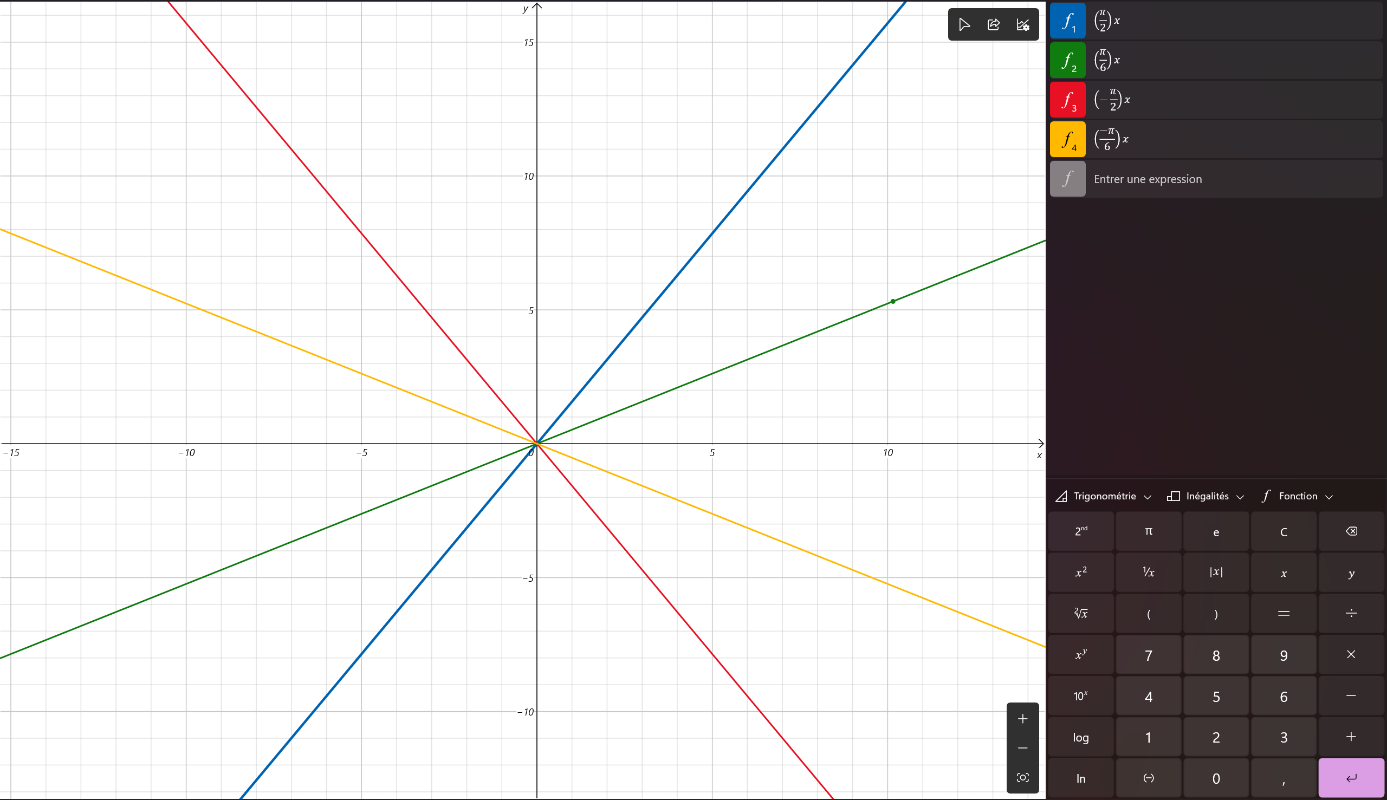 y
15
10
5
−15 −10 −5 0 5 10 x
−5
−10
f1 (π/2)x
f2 (π/6)x
f3 (−π/2)x
f4 (−π/6)x
f Entrer une expression
Trigonométrie Inégalités f Fonction
2nd π e C
x² ¹/x |x| x y
²√x ( ) = ÷
xʸ 7 8 9 ×
10ˣ 4 5 6 −
log 1 2 3 +
ln (−) 0 ,
+
−